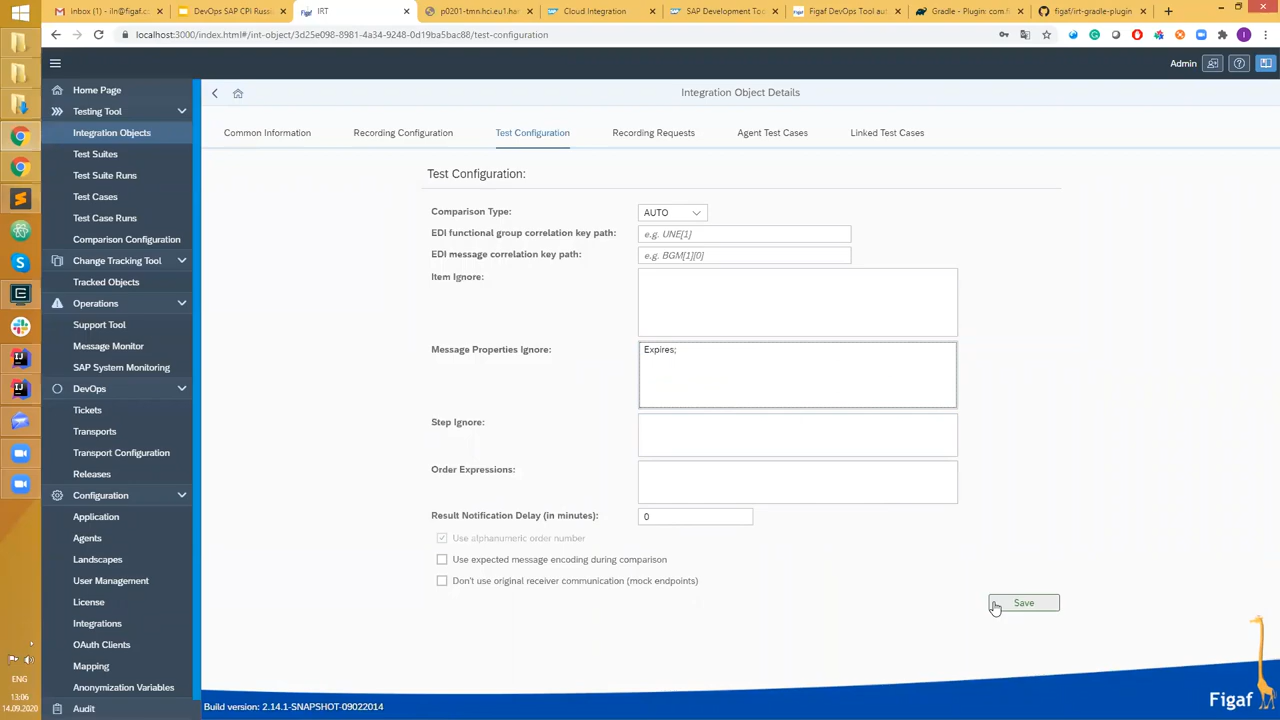 Inbox (15) - iln@figaf.c
DevOps SAP CPI Russi
IRT
p0201-tmn.hci.eu1.ha
Cloud Integration
SAP Development To
Figaf DevOps Tool au
Gradle - Plugin: com.f
figaf/irt-gradle-plugin
localhost:3000/index.html#/int-object/3d25e098-8981-4a34-9248-0d19ba5bac88/test-configuration
Admin
Home Page
Testing Tool
Integration Objects
Test Suites
Test Suite Runs
Test Cases
Test Case Runs
Comparison Configuration
Change Tracking Tool
Tracked Objects
Operations
Support Tool
Message Monitor
SAP System Monitoring
DevOps
Tickets
Transports
Transport Configuration
Releases
Configuration
Application
Agents
Landscapes
User Management
License
Integrations
OAuth Clients
Mapping
Anonymization Variables
Audit
Integration Object Details
Common Information
Recording Configuration
Test Configuration
Recording Requests
Agent Test Cases
Linked Test Cases
Test Configuration:
Comparison Type: AUTO
EDI functional group correlation key path: e.g. UNE[1]
EDI message correlation key path: e.g. BGM[1][0]
Item Ignore:
Message Properties Ignore: Expires;
Step Ignore:
Order Expressions:
Result Notification Delay (in minutes): 0
Use alphanumeric order number
Use expected message encoding during comparison
Don't use original receiver communication (mock endpoints)
Save
Build version: 2.14.1-SNAPSHOT-09022014
Figaf
ENG
13:06
14.09.2020